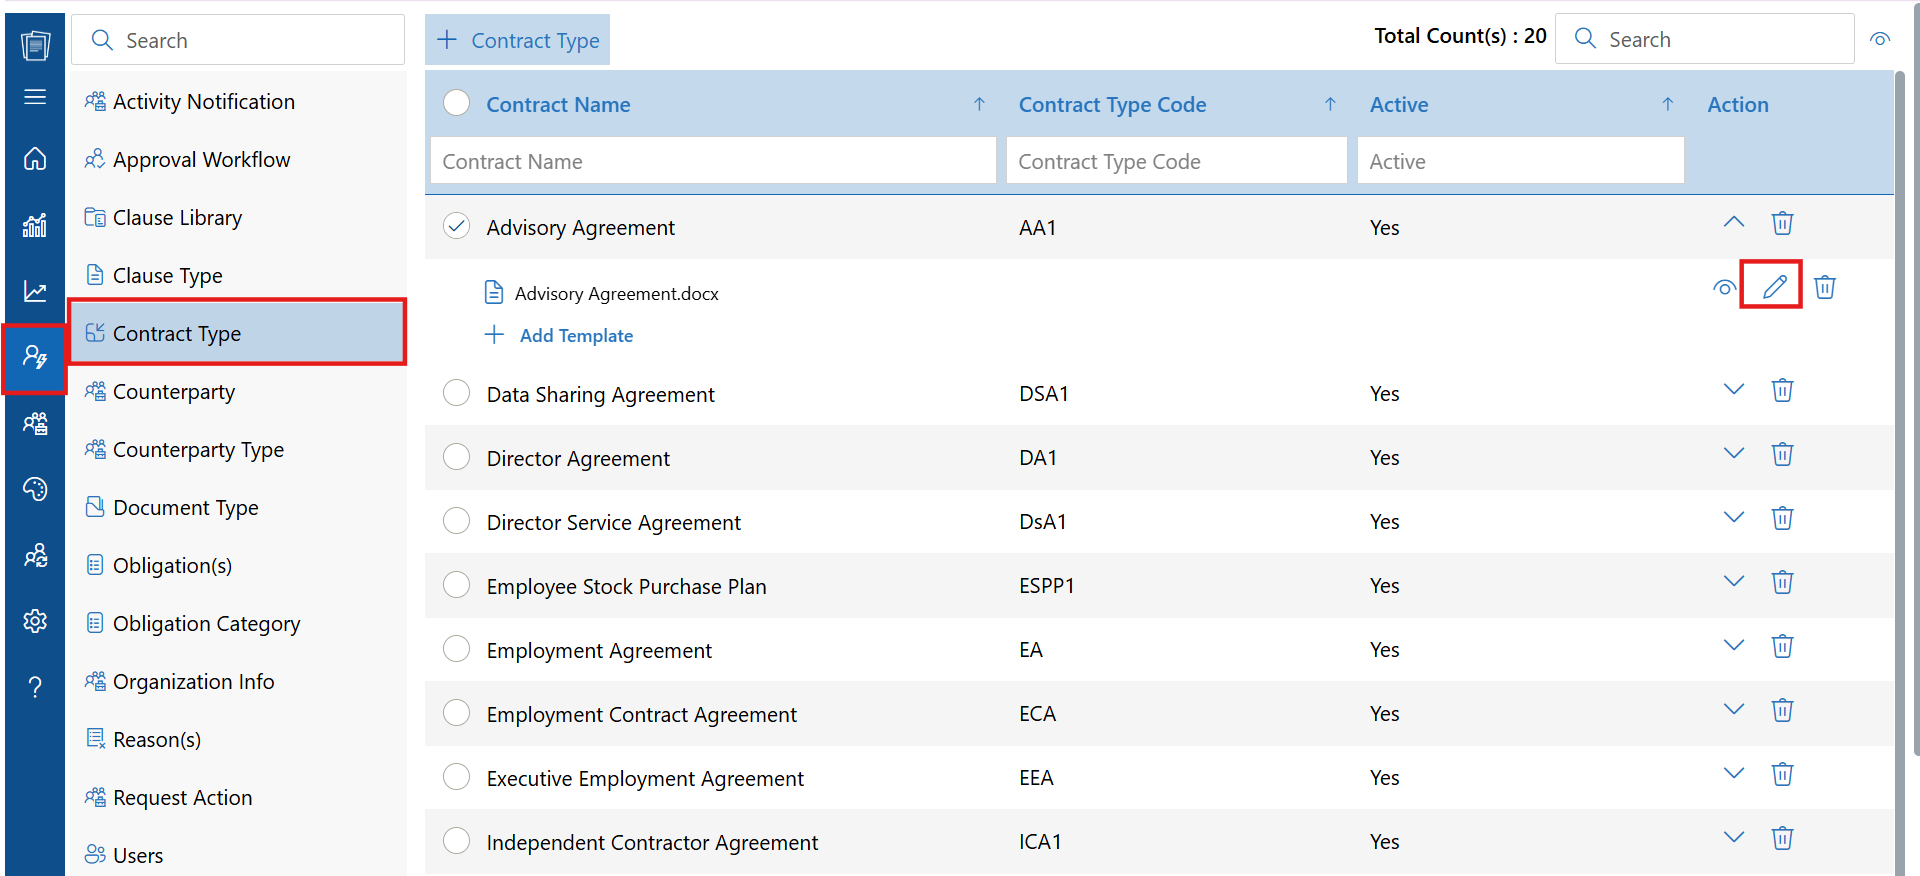 Search
Activity Notification
Approval Workflow
Clause Library
Clause Type
Contract Type
Counterparty
Counterparty Type
Document Type
Obligation(s)
Obligation Category
Organization Info
Reason(s)
Request Action
Users
Contract Type
Total Count(s) : 20
Search
Contract Name Contract Type Code Active Action
Contract Name Contract Type Code Active
Advisory Agreement AA1 Yes
Advisory Agreement.docx
Add Template
Data Sharing Agreement DSA1 Yes
Director Agreement DA1 Yes
Director Service Agreement DsA1 Yes
Employee Stock Purchase Plan ESPP1 Yes
Employment Agreement EA Yes
Employment Contract Agreement ECA Yes
Executive Employment Agreement EEA Yes
Independent Contractor Agreement ICA1 Yes